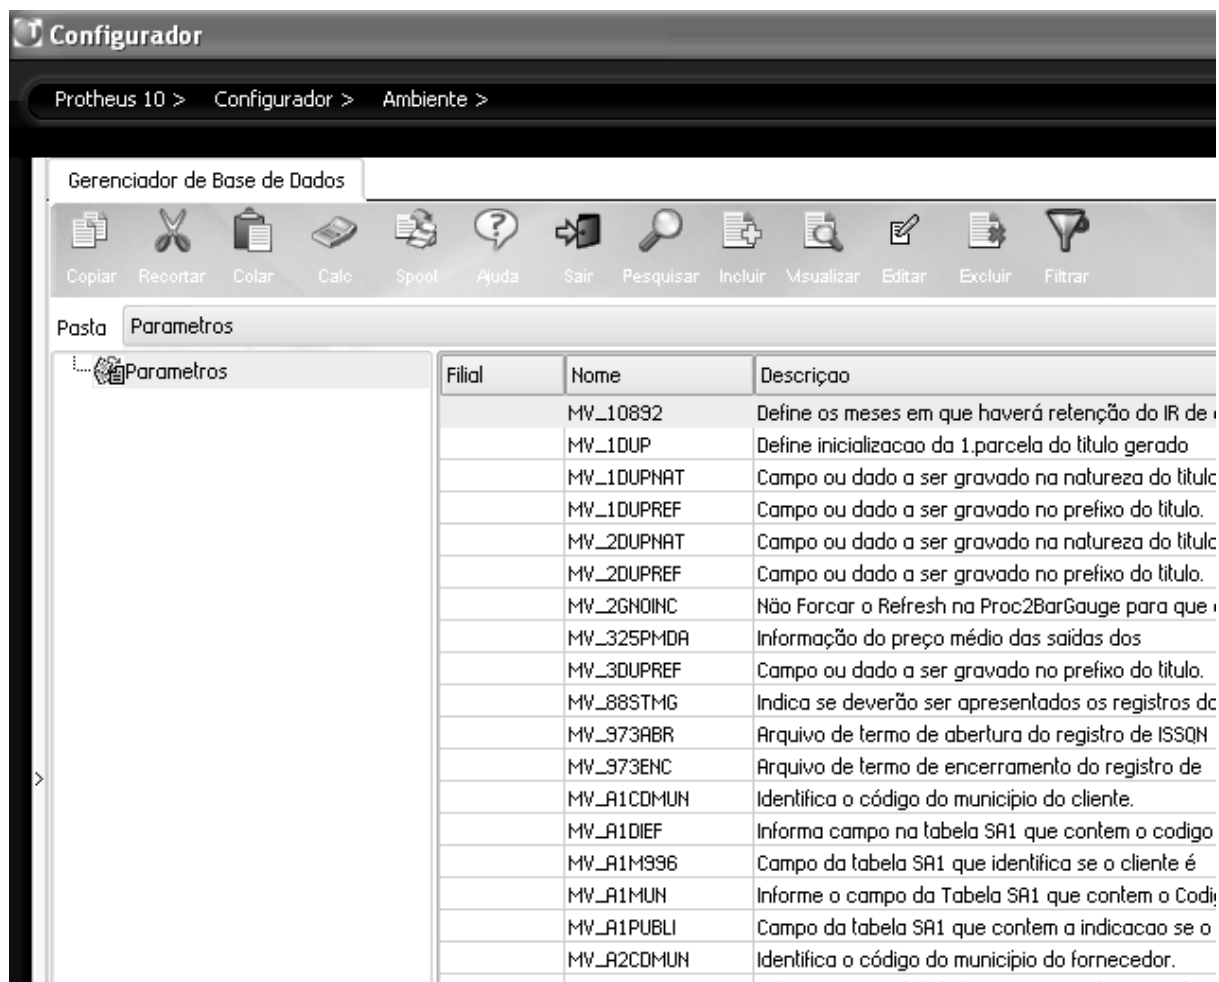 Configurador
Protheus 10 > Configurador > Ambiente >
Gerenciador de Base de Dados
Copiar Recortar Colar Calc Spool Ajuda Sair Pesquisar Incluir Visualizar Editar Excluir Filtrar
Pasta Parametros
Parametros
Filial Nome Descriçao
MV_10892 Define os meses em que haverá retenção do IR de
MV_1DUP Define inicializacao da 1.parcela do titulo gerado
MV_1DUPNAT Campo ou dado a ser gravado na natureza do titulo
MV_1DUPREF Campo ou dado a ser gravado no prefixo do titulo.
MV_2DUPNAT Campo ou dado a ser gravado na natureza do titulo
MV_2DUPREF Campo ou dado a ser gravado no prefixo do titulo.
MV_2GNOINC Não Forcar o Refresh na Proc2BarGauge para que
MV_325PMDA Informação do preço médio das saidas dos
MV_3DUPREF Campo ou dado a ser gravado no prefixo do titulo.
MV_88STMG Indica se deverão ser apresentados os registros
MV_973ABR Arquivo de termo de abertura do registro de ISSQN
MV_973ENC Arquivo de termo de encerramento do registro de
MV_A1CDMUN Identifica o código do município do cliente.
MV_A1DIEF Informa campo na tabela SA1 que contem o codigo
MV_A1M996 Campo da tabela SA1 que identifica se o cliente é
MV_A1MUN Informe o campo da Tabela SA1 que contem o
MV_A1PUBLI Campo da tabela SA1 que contem a indicacao se o
MV_A2CDMUN Identifica o código do município do fornecedor.